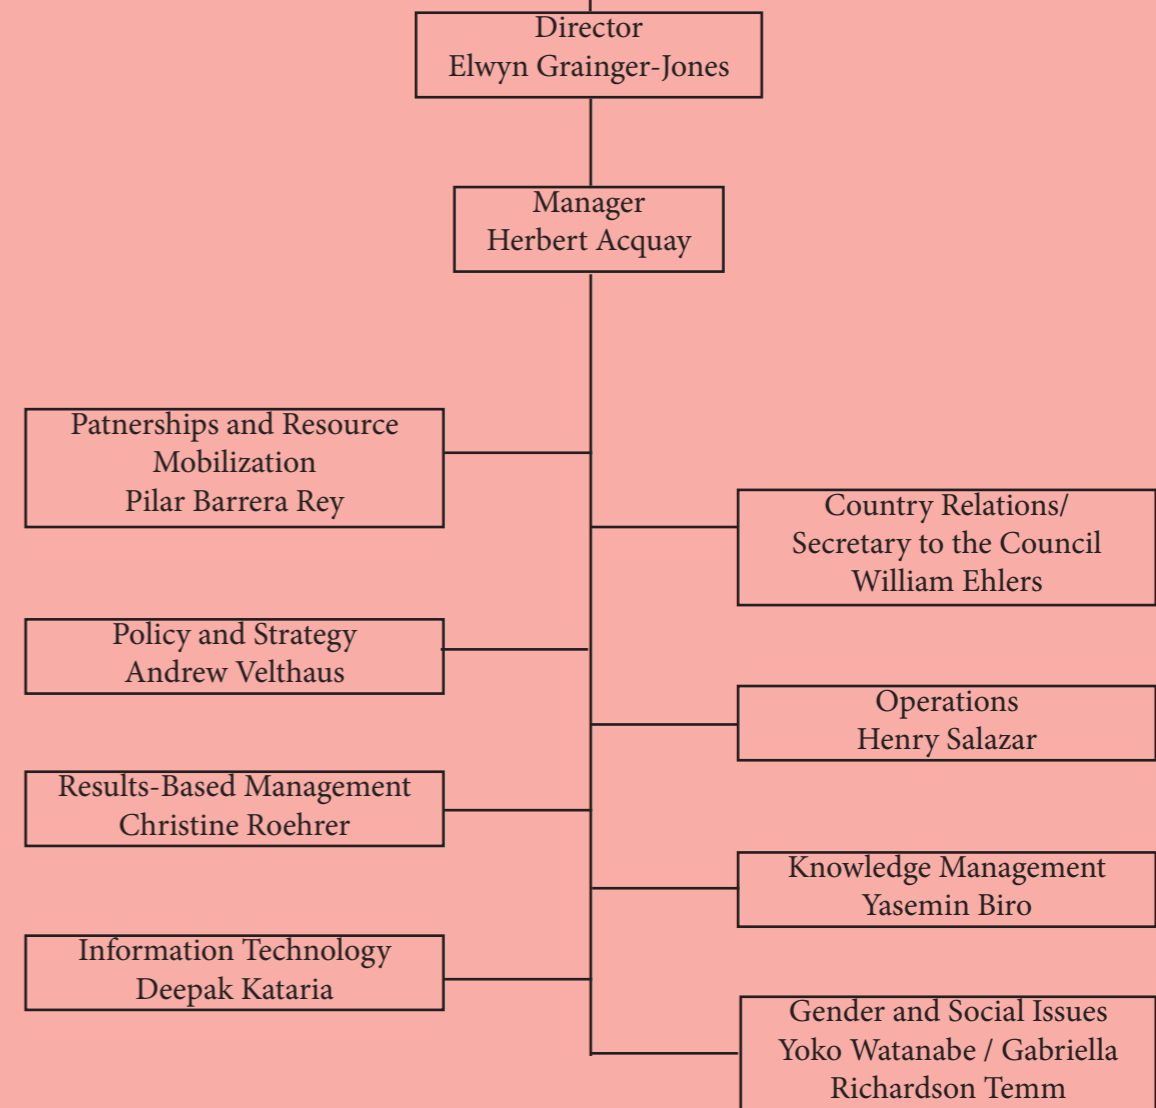 Director
Elwyn Grainger-Jones
Manager
Herbert Acquay
Patnerships and Resource
Mobilization
Pilar Barrera Rey
Country Relations/
Secretary to the Council
William Ehlers
Policy and Strategy
Andrew Velthaus
Operations
Henry Salazar
Results-Based Management
Christine Roehrer
Knowledge Management
Yasemin Biro
Information Technology
Deepak Kataria
Gender and Social Issues
Yoko Watanabe / Gabriella
Richardson Temm